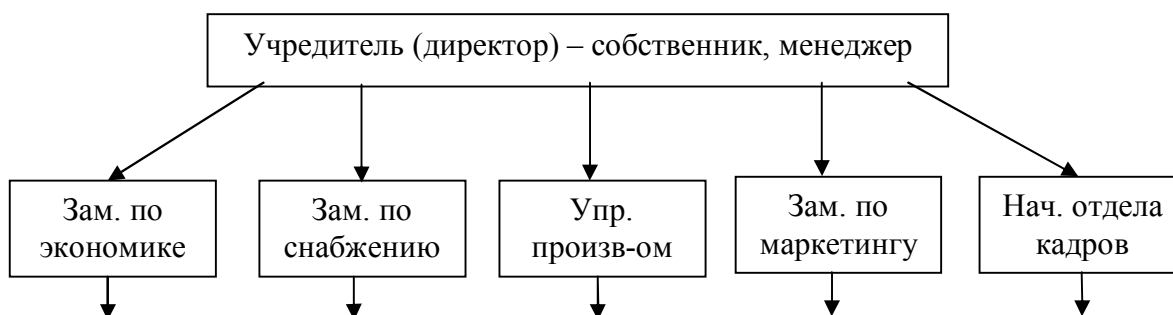 Учредитель (директор) – собственник, менеджер
Зам. по
экономике
Зам. по
снабжению
Упр.
произв-ом
Зам. по
маркетингу
Нач. отдела
кадров